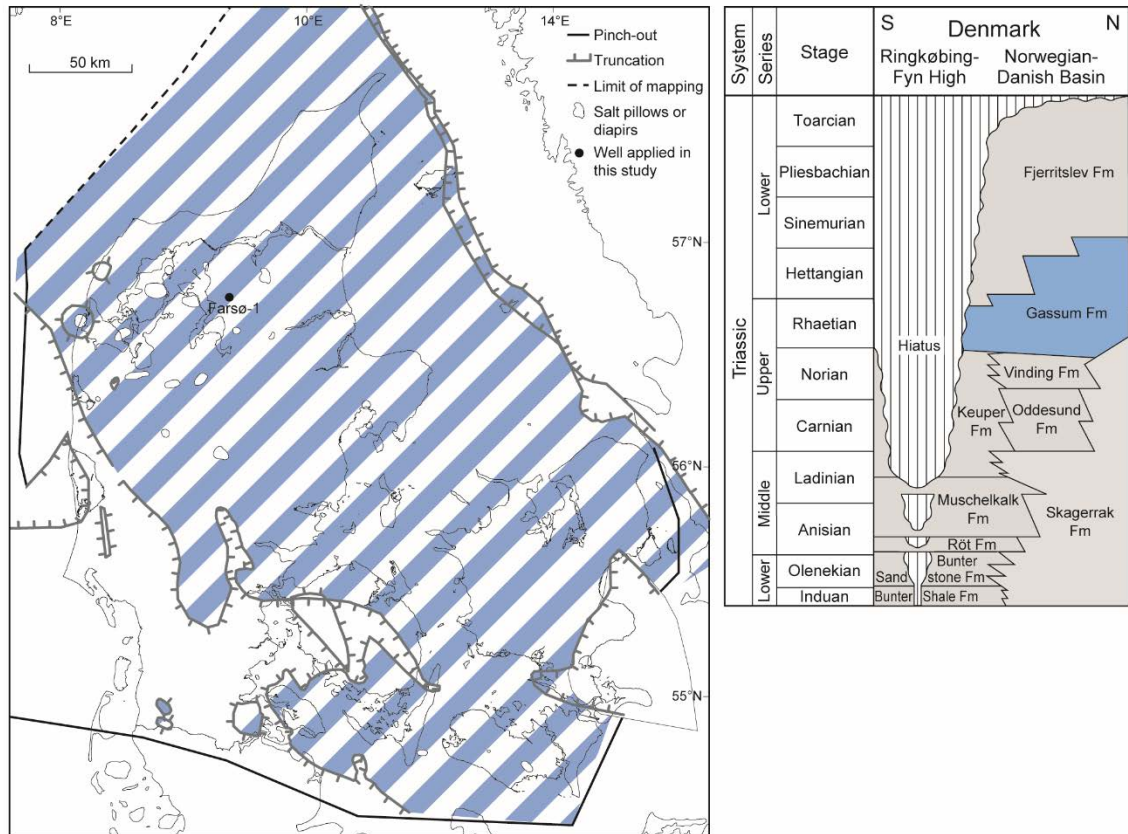 8°E
10°E
14°E
50 km
Pinch-out
Truncation
Limit of mapping
Salt pillows or
diapirs
Well applied in
this study
57°N
Farsø-1
56°N
55°N
System
Series
Stage
S
Denmark
N
Ringkøbing-
Fyn High
Norwegian-
Danish Basin
Triassic
Lower
Upper
Middle
Lower
Toarcian
Pliesbachian
Sinemurian
Hettangian
Rhaetian
Norian
Carnian
Ladinian
Anisian
Olenekian
Induan
Hiatus
Fjerritslev Fm
Gassum Fm
Vinding Fm
Keuper
Fm
Oddesund
Fm
Muschelkalk
Fm
Skagerrak
Fm
Röt Fm
Bunter
Sand stone Fm
Bunter Shale Fm